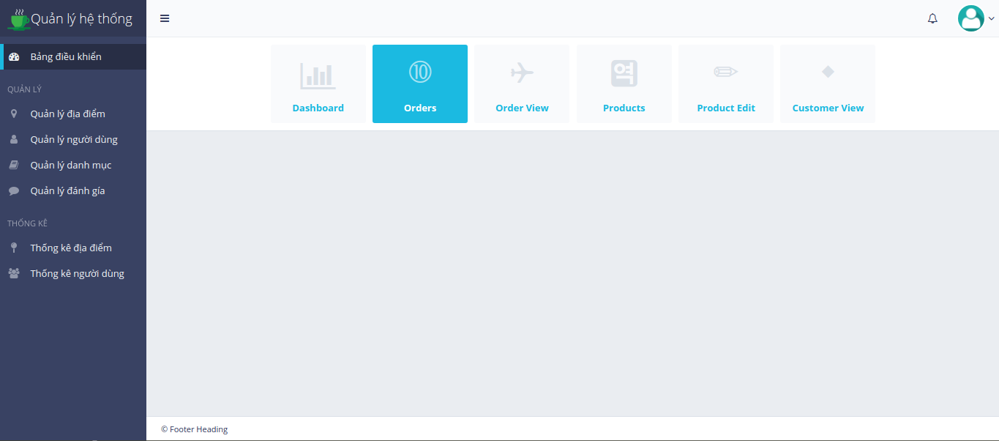 Quản lý hệ thống
Bảng điều khiển
QUẢN LÝ
Quản lý địa điểm
Quản lý người dùng
Quản lý danh mục
Quản lý đánh gía
THỐNG KÊ
Thống kê địa điểm
Thống kê người dùng
⑩
역
Dashboard
Orders
Order View
Products
Product Edit
Customer View
© Footer Heading